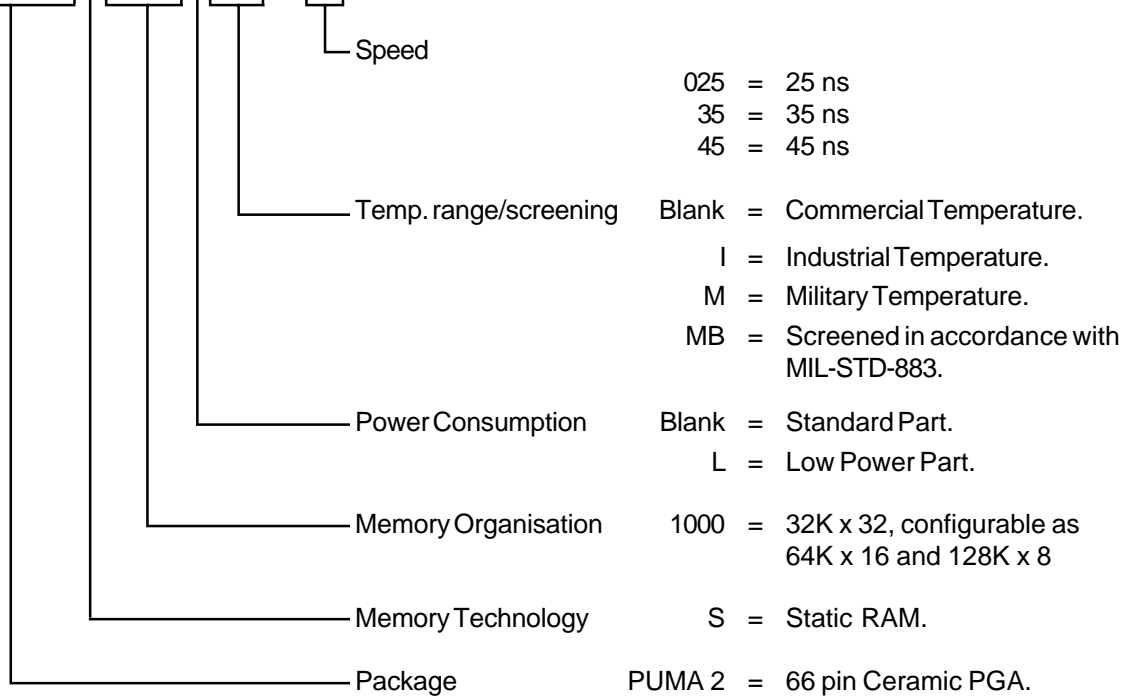 Speed
025 = 25 ns
35 = 35 ns
45 = 45 ns
Temp. range/screening Blank = Commercial Temperature.
I = Industrial Temperature.
M = Military Temperature.
MB = Screened in accordance with
MIL-STD-883.
Power Consumption Blank = Standard Part.
L = Low Power Part.
Memory Organisation 1000 = 32K x 32, configurable as
64K x 16 and 128K x 8
Memory Technology S = Static RAM.
Package PUMA 2 = 66 pin Ceramic PGA.